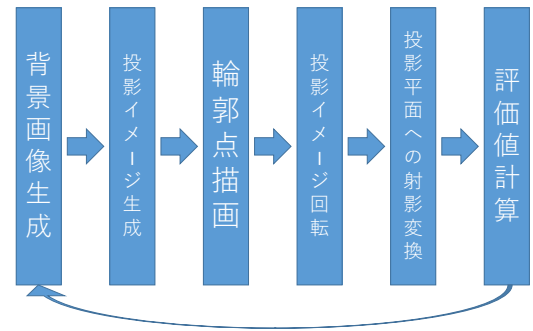 背景画像生成
投影イメージ生成
輪郭点描画
投影イメージ回転
投影平面への射影変換
評価値計算